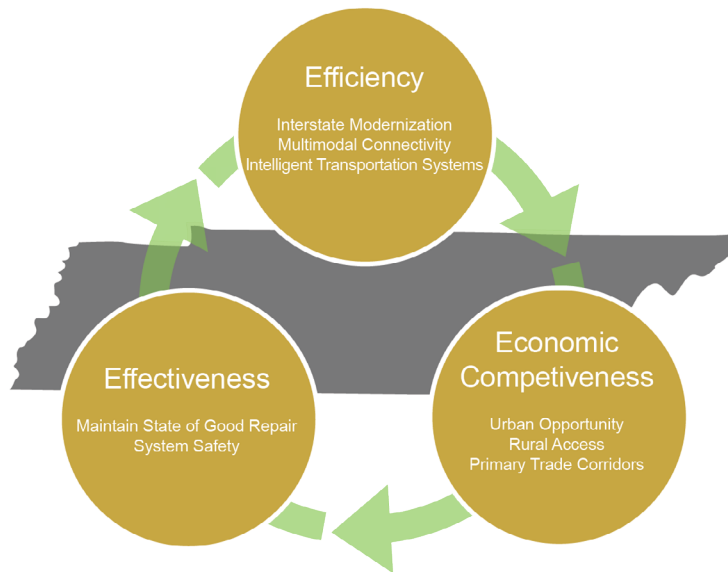 Efficiency
Interstate Modernization
Multimodal Connectivity
Intelligent Transportation Systems
Effectiveness
Maintain State of Good Repair
System Safety
Economic
Competiveness
Urban Opportunity
Rural Access
Primary Trade Corridors